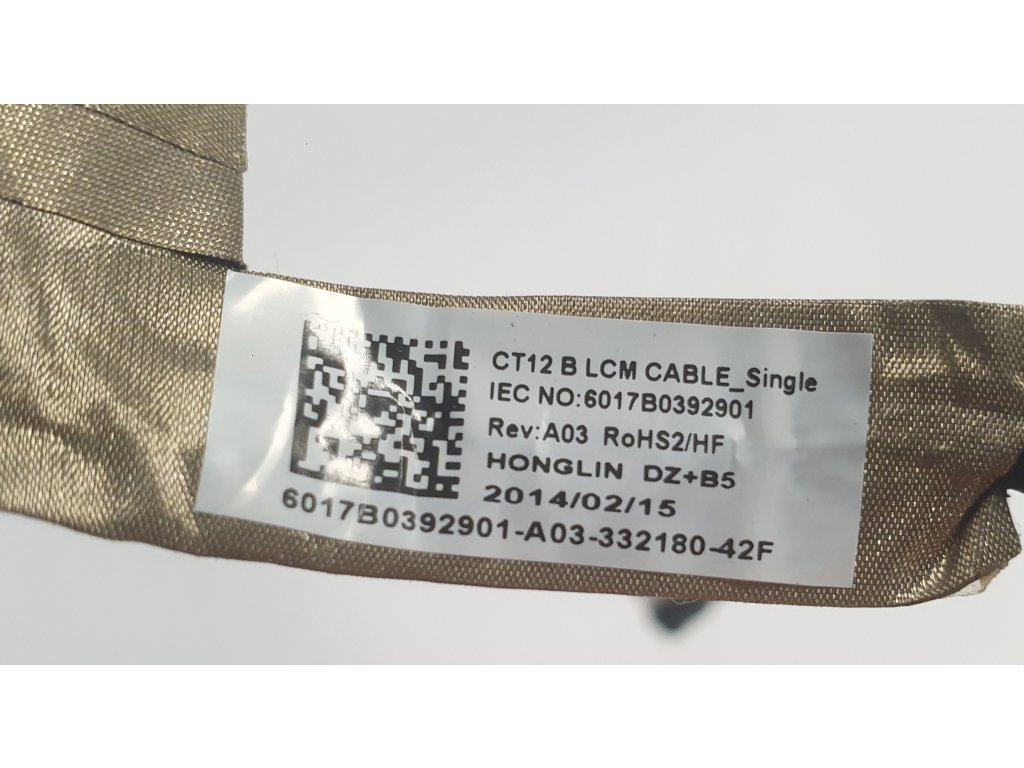 CT12 B LCM CABLE_Single
IEC NO:6017B0392901
Rev:A03 RoHS2/HF
HONGLIN DZ+B5
2014/02/15
6017B0392901-A03-332180-42F